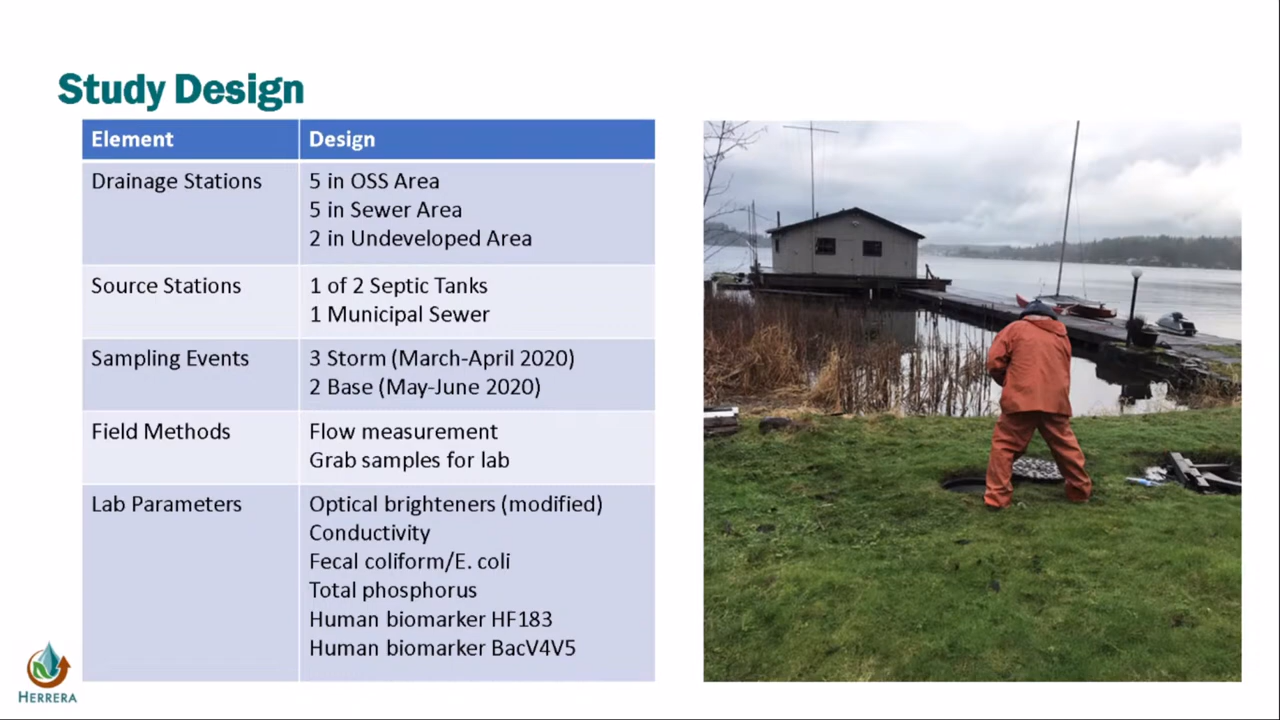 Study Design
Element Design
Drainage Stations 5 in OSS Area
5 in Sewer Area
2 in Undeveloped Area
Source Stations 1 of 2 Septic Tanks
1 Municipal Sewer
Sampling Events 3 Storm (March-April 2020)
2 Base (May-June 2020)
Field Methods Flow measurement
Grab samples for lab
Lab Parameters Optical brighteners (modified)
Conductivity
Fecal coliform/E. coli
Total phosphorus
Human biomarker HF183
Human biomarker BacV4V5
HERRERA